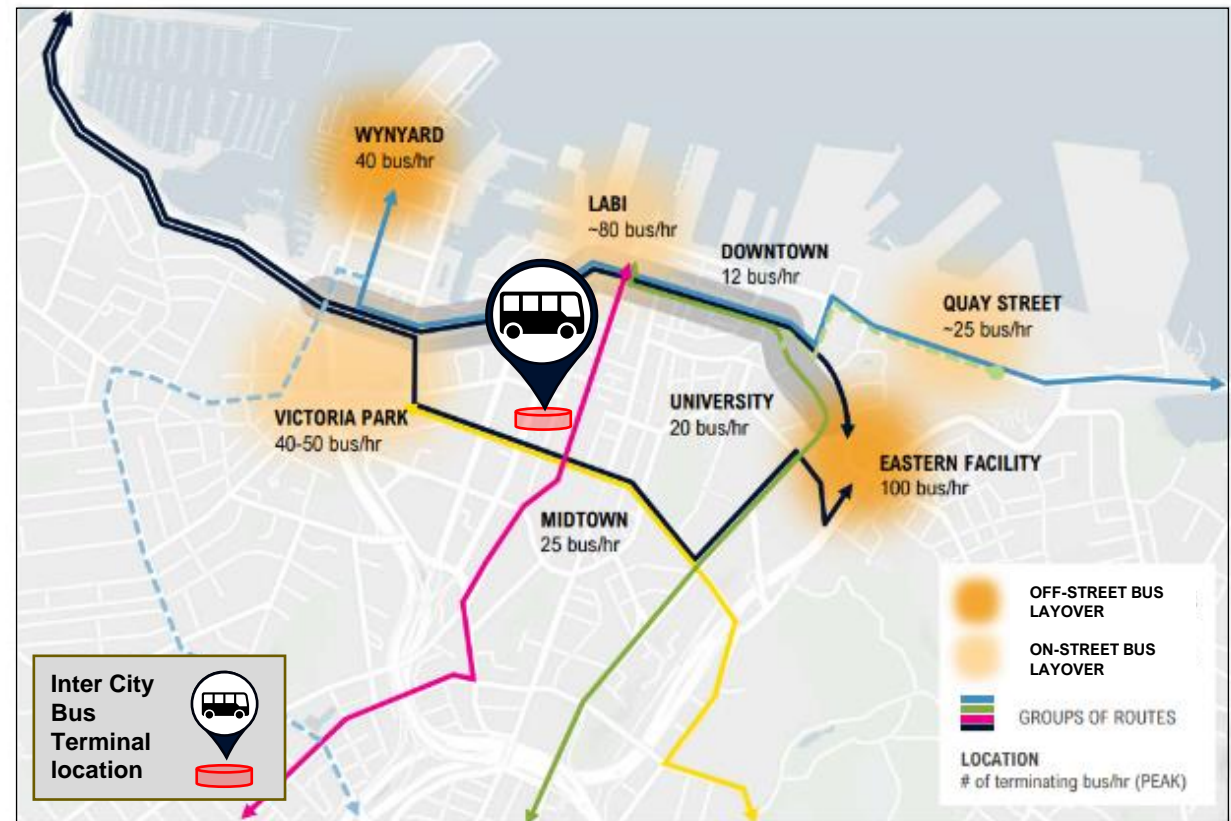 WYNYARD
40 bus/hr
LABI
~80 bus/hr
DOWNTOWN
12 bus/hr
QUAY STREET
~25 bus/hr
VICTORIA PARK
40-50 bus/hr
UNIVERSITY
20 bus/hr
EASTERN FACILITY
100 bus/hr
MIDTOWN
25 bus/hr
Inter City
Bus
Terminal
location
OFF-STREET BUS
LAYOVER
ON-STREET BUS
LAYOVER
GROUPS OF ROUTES
LOCATION
# of terminating bus/hr (PEAK)